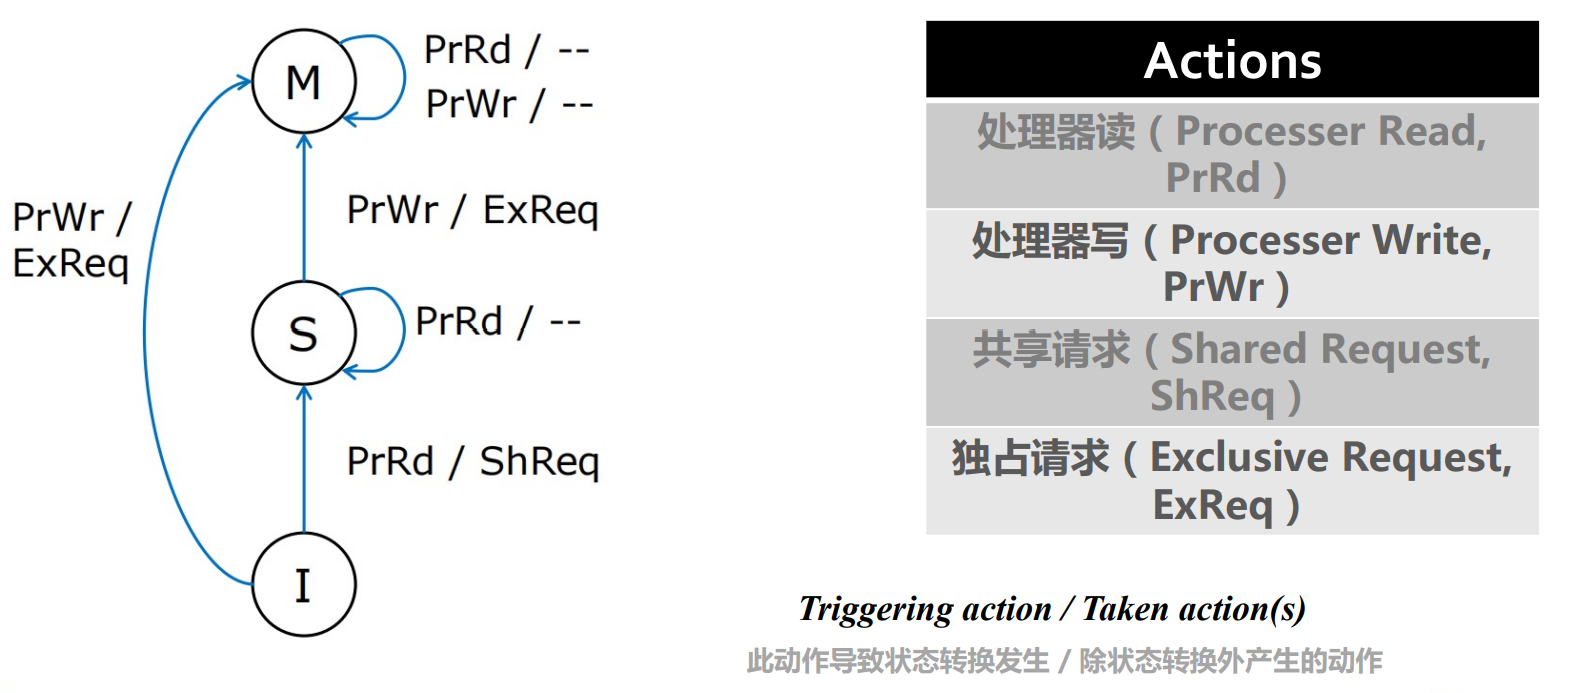 M
PrRd / --
PrWr / --
PrWr /
ExReq
PrWr / ExReq
S
PrRd / --
PrRd / ShReq
I
Actions
处理器读（Processer Read,
PrRd）
处理器写（Processer Write,
PrWr）
共享请求（Shared Request,
ShReq）
独占请求（Exclusive Request,
ExReq）
Triggering action / Taken action(s)
此动作导致状态转换发生 / 除状态转换外产生的动作